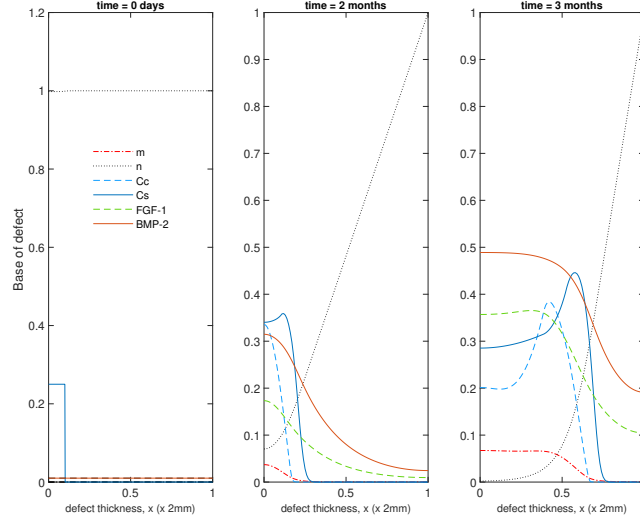 time = 0 days
time = 2 months
time = 3 months
Base of defect
1.2
1
0.8
0.6
0.4
0.2
0
m
n
Cc
Cs
FGF-1
BMP-2
0 0.5 1
defect thickness, x (x 2mm)
1
0.9
0.8
0.7
0.6
0.5
0.4
0.3
0.2
0.1
0
0 0.5 1
defect thickness, x (x 2mm)
1
0.9
0.8
0.7
0.6
0.5
0.4
0.3
0.2
0.1
0
0 0.5
defect thickness, x (x 2mm)